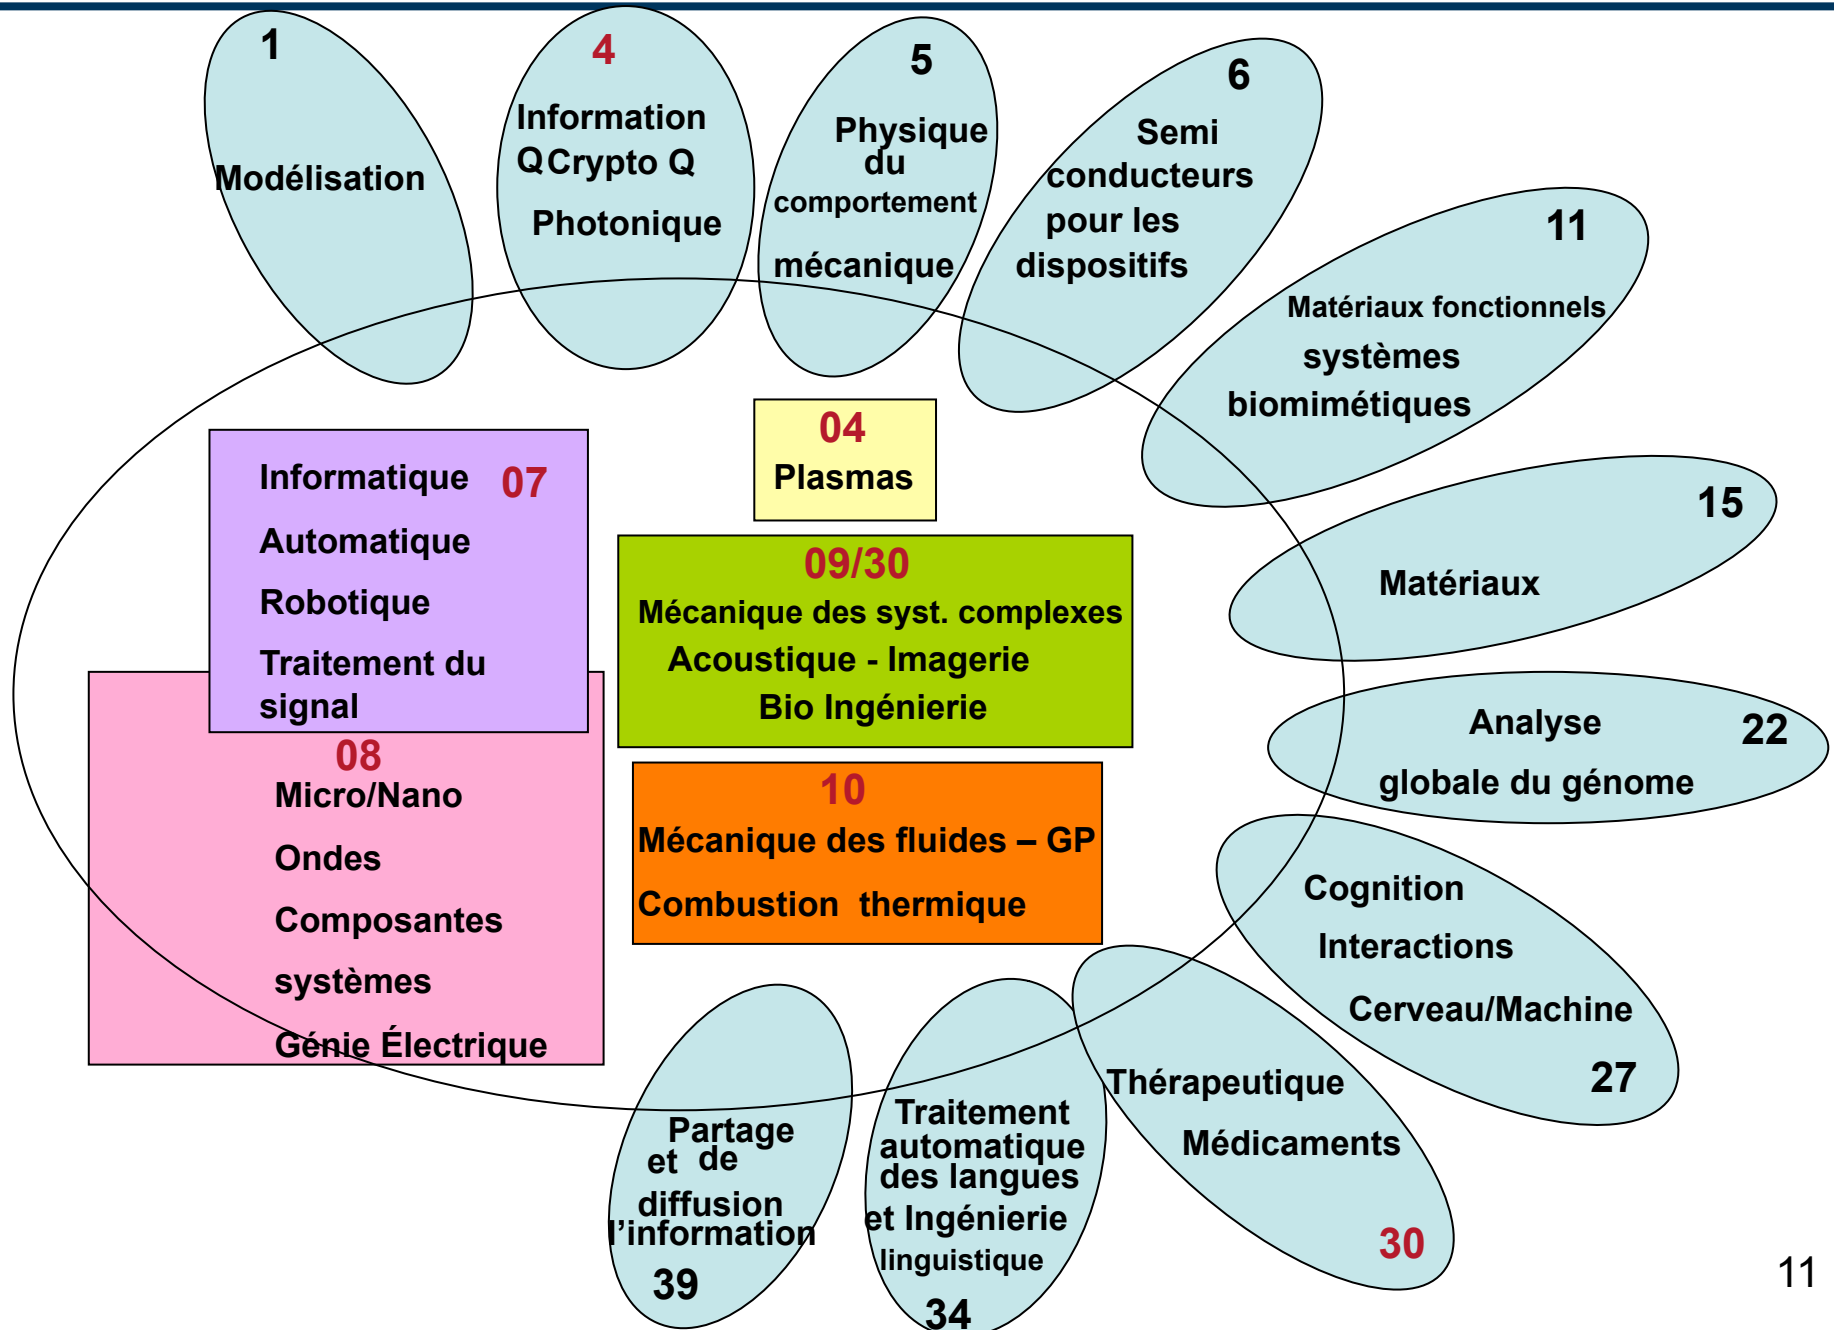 1
Modélisation
4
Information
Q Crypto Q
Photonique
5
Physique
du
comportement
mécanique
6
Semi
conducteurs
pour les
dispositifs
11
Matériaux fonctionnels
systèmes
biomimétiques
15
Matériaux
Analyse
22
globale du génome
Cognition
Interactions
Cerveau/Machine
27
Thérapeutique
Médicaments
30
Traitement
automatique
des langues
et Ingénierie
linguistique
34
Partage
et de
diffusion
l’information
39
04
Plasmas
Informatique 07
Automatique
Robotique
Traitement du
signal
08
Micro/Nano
Ondes
Composantes
systèmes
Génie Électrique
09/30
Mécanique des syst. complexes
Acoustique - Imagerie
Bio Ingénierie
10
Mécanique des fluides – GP
Combustion thermique
11